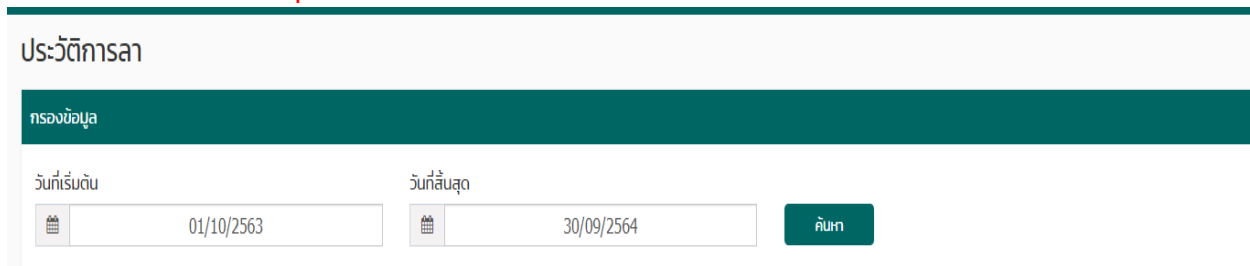 ประวัติการลา
กรองข้อมูล
วันที่เริ่มต้น วันที่สิ้นสุด
01/10/2563 30/09/2564 ค้นหา